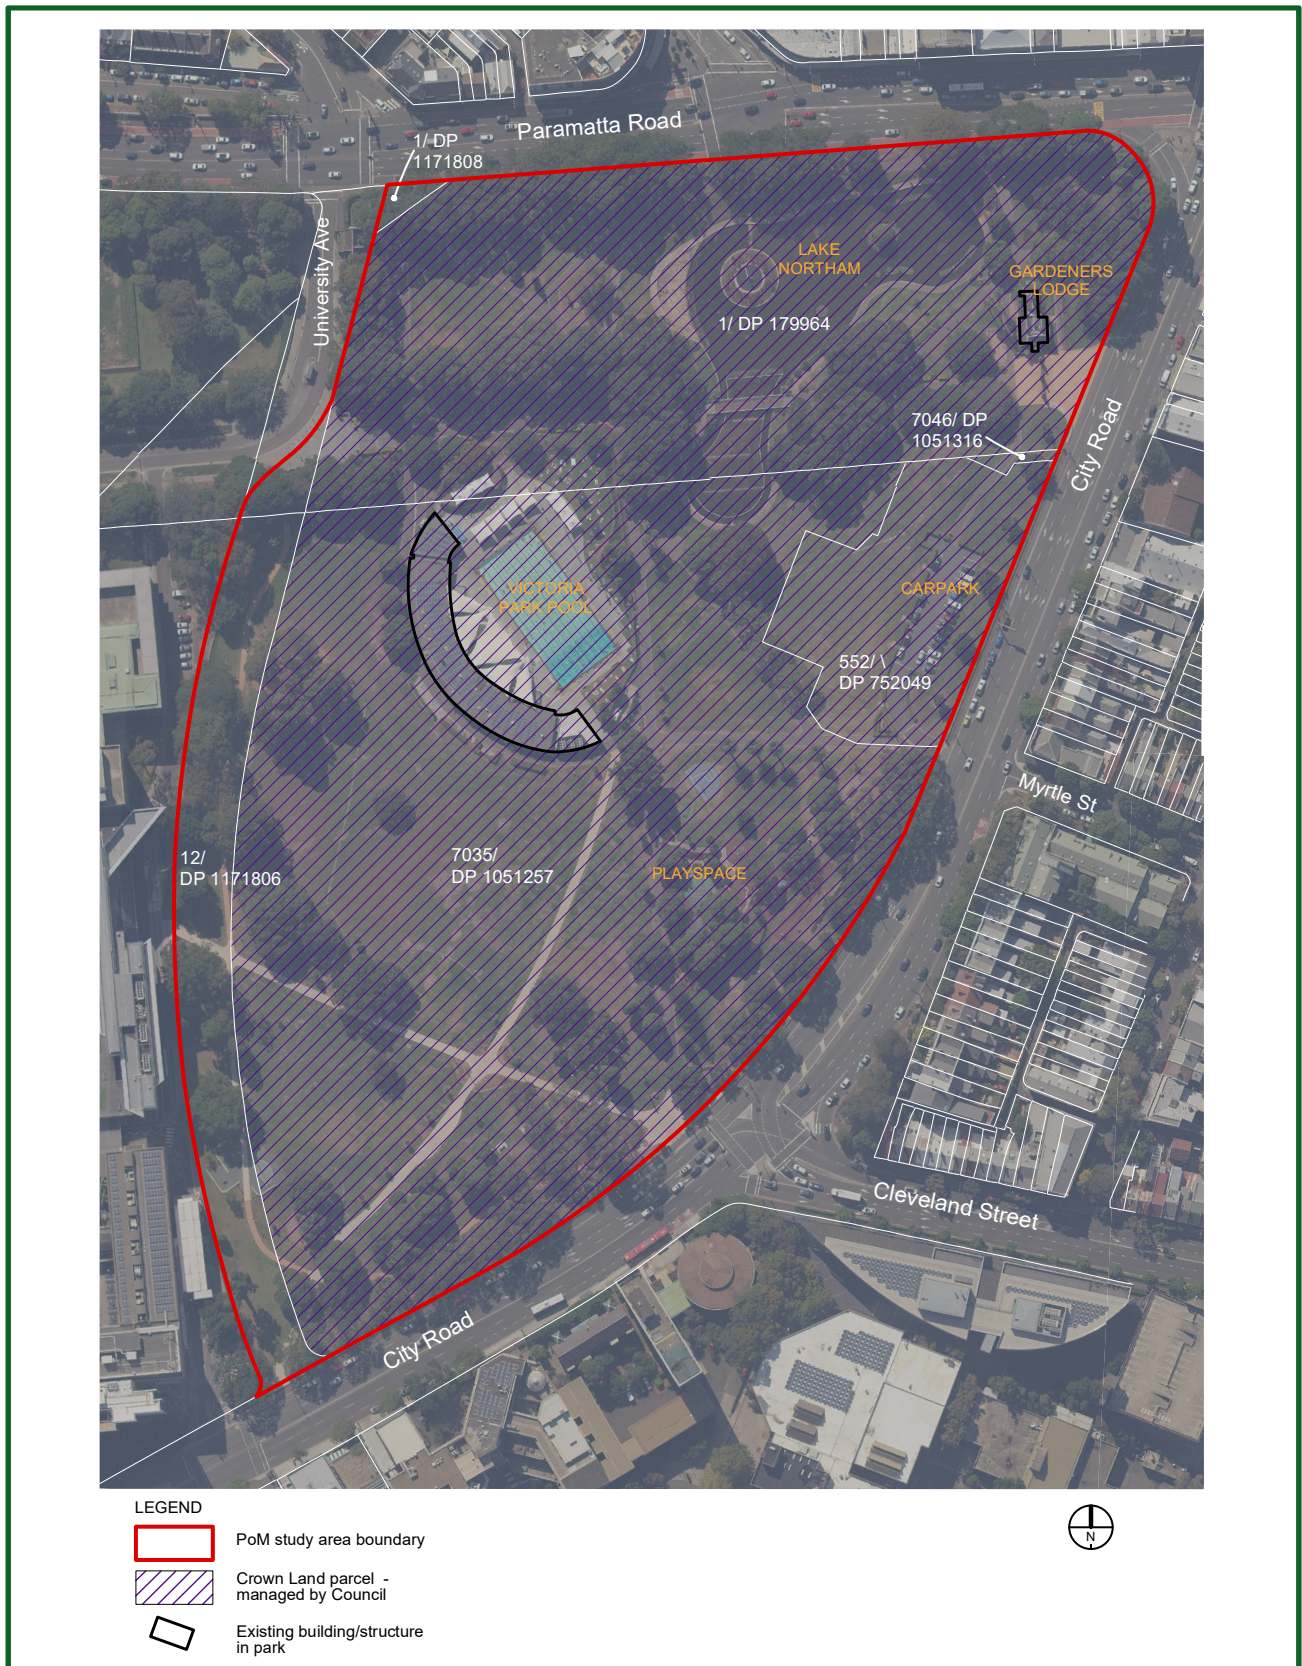 Paramatta Road
1/ DP
1171808
University Ave
LAKE
NORTHAM
GARDENERS
LODGE
1/ DP 179964
7046/ DP
1051316
City Road
VICTORIA
PARK POOL
CARPARK
552/ \
DP 752049
Myrtle St
12/
DP 1171806
7035/
DP 1051257
PLAYSPACE
Cleveland Street
City Road
LEGEND
PoM study area boundary
Crown Land parcel -
managed by Council
Existing building/structure
in park
N